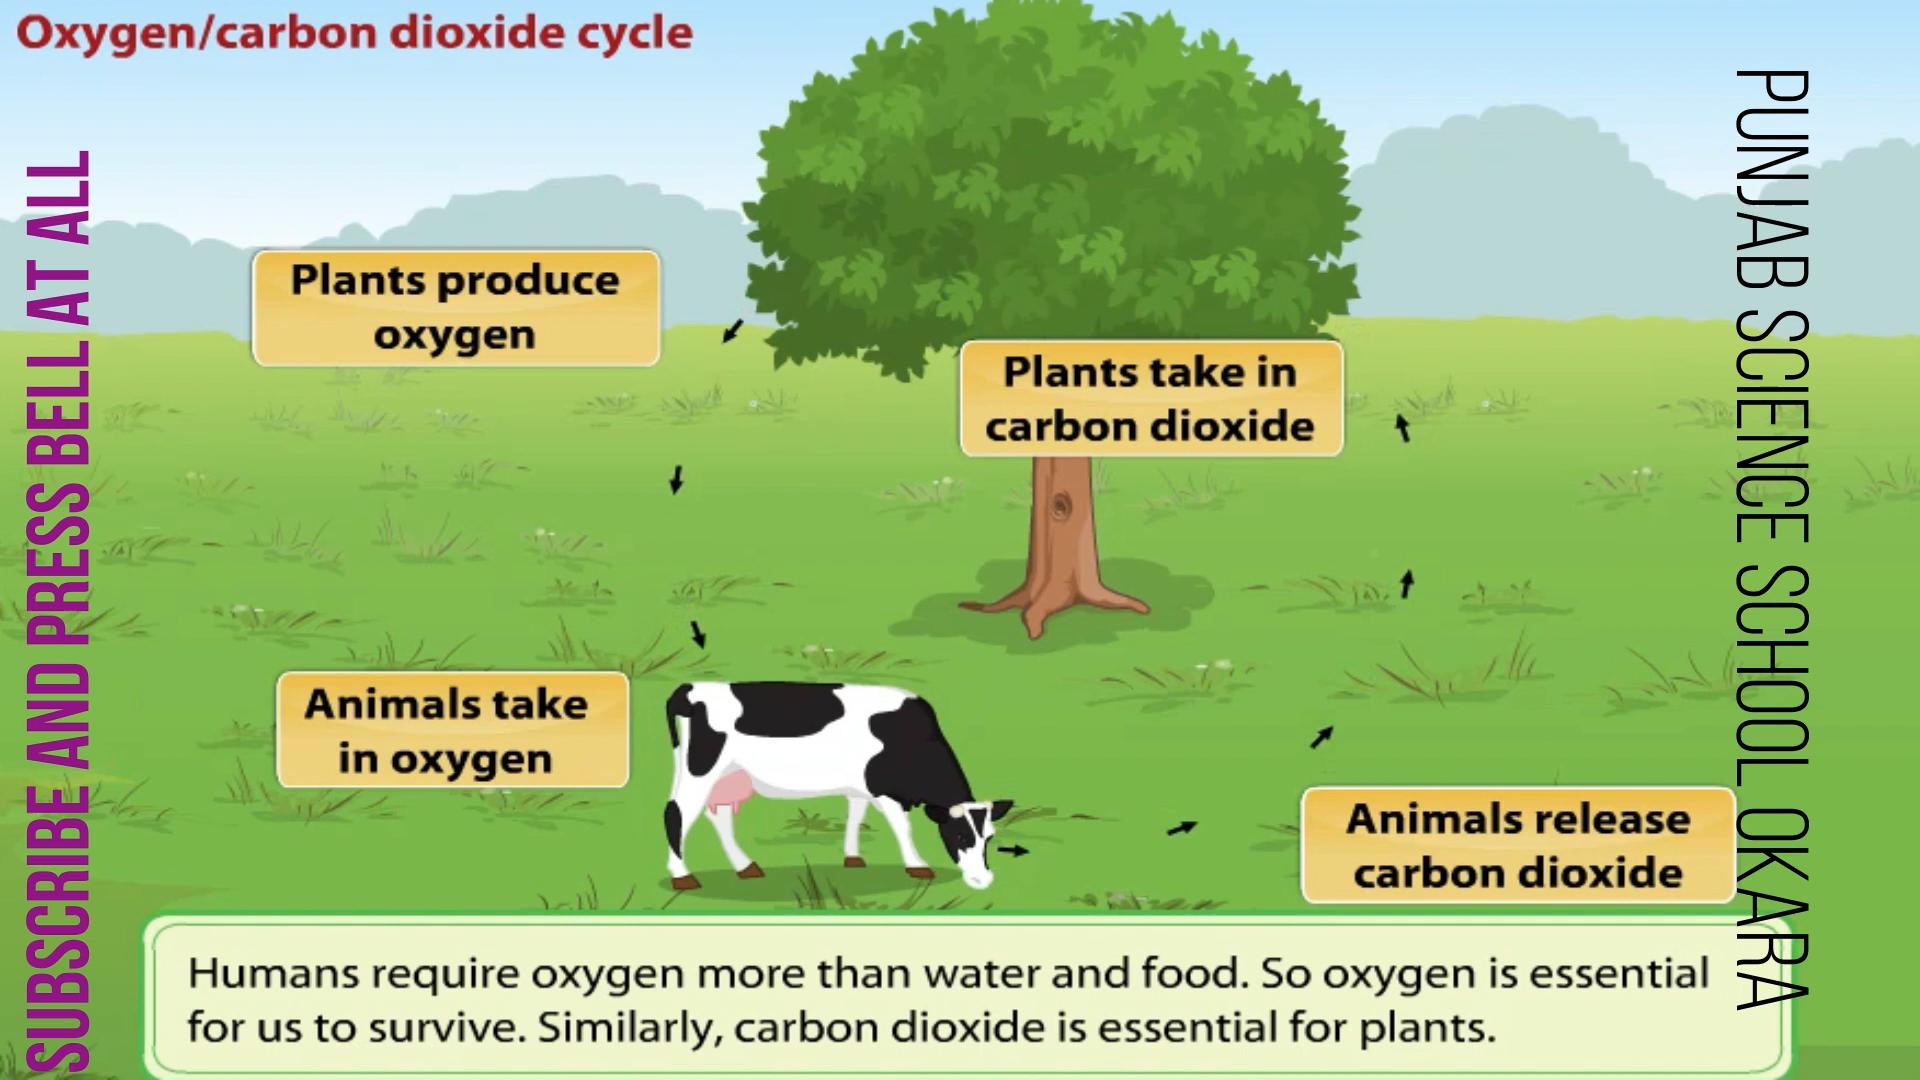 Oxygen/carbon dioxide cycle
Plants produce
oxygen
Plants take in
carbon dioxide
Animals take
in oxygen
Animals release
carbon dioxide
Humans require oxygen more than water and food. So oxygen is essential
for us to survive. Similarly, carbon dioxide is essential for plants.
SUBSCRIBE AND PRESS BELL AT ALL
PUNJAB SCIENCE SCHOOL OKARA